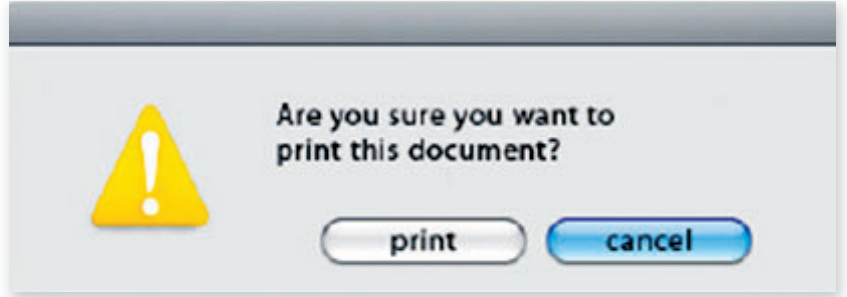 Are you sure you want to
print this document?
print
cancel